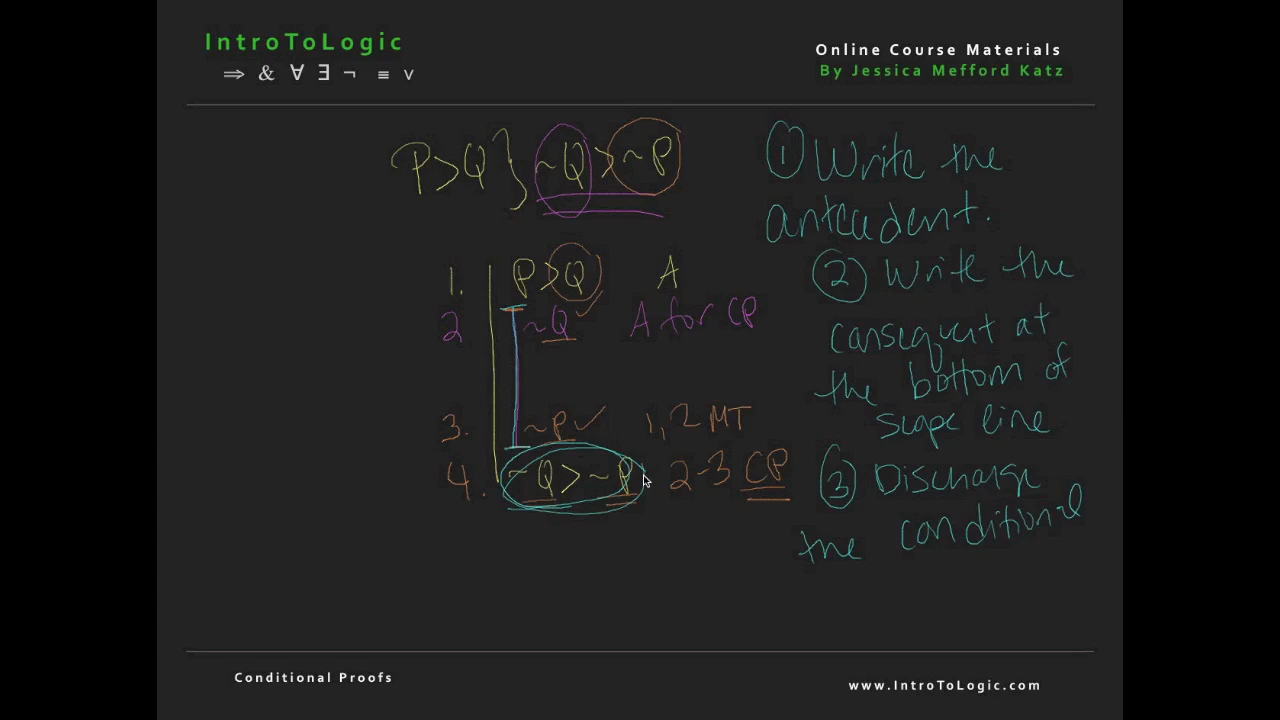 IntroToLogic
⇒ & ∀ ∃ ¬ ≡ v
Online Course Materials
By Jessica Mefford Katz
P>Q } ~Q > ~P
1. P>Q A
2 ~Q A for CP
3. ~P 1, 2 MT
4. ~Q > ~P 2-3 CP
① Write the
antecedent.
② Write the
consequent at
the bottom of
scope line
③ Discharge
the conditional
Conditional Proofs
www.IntroToLogic.com